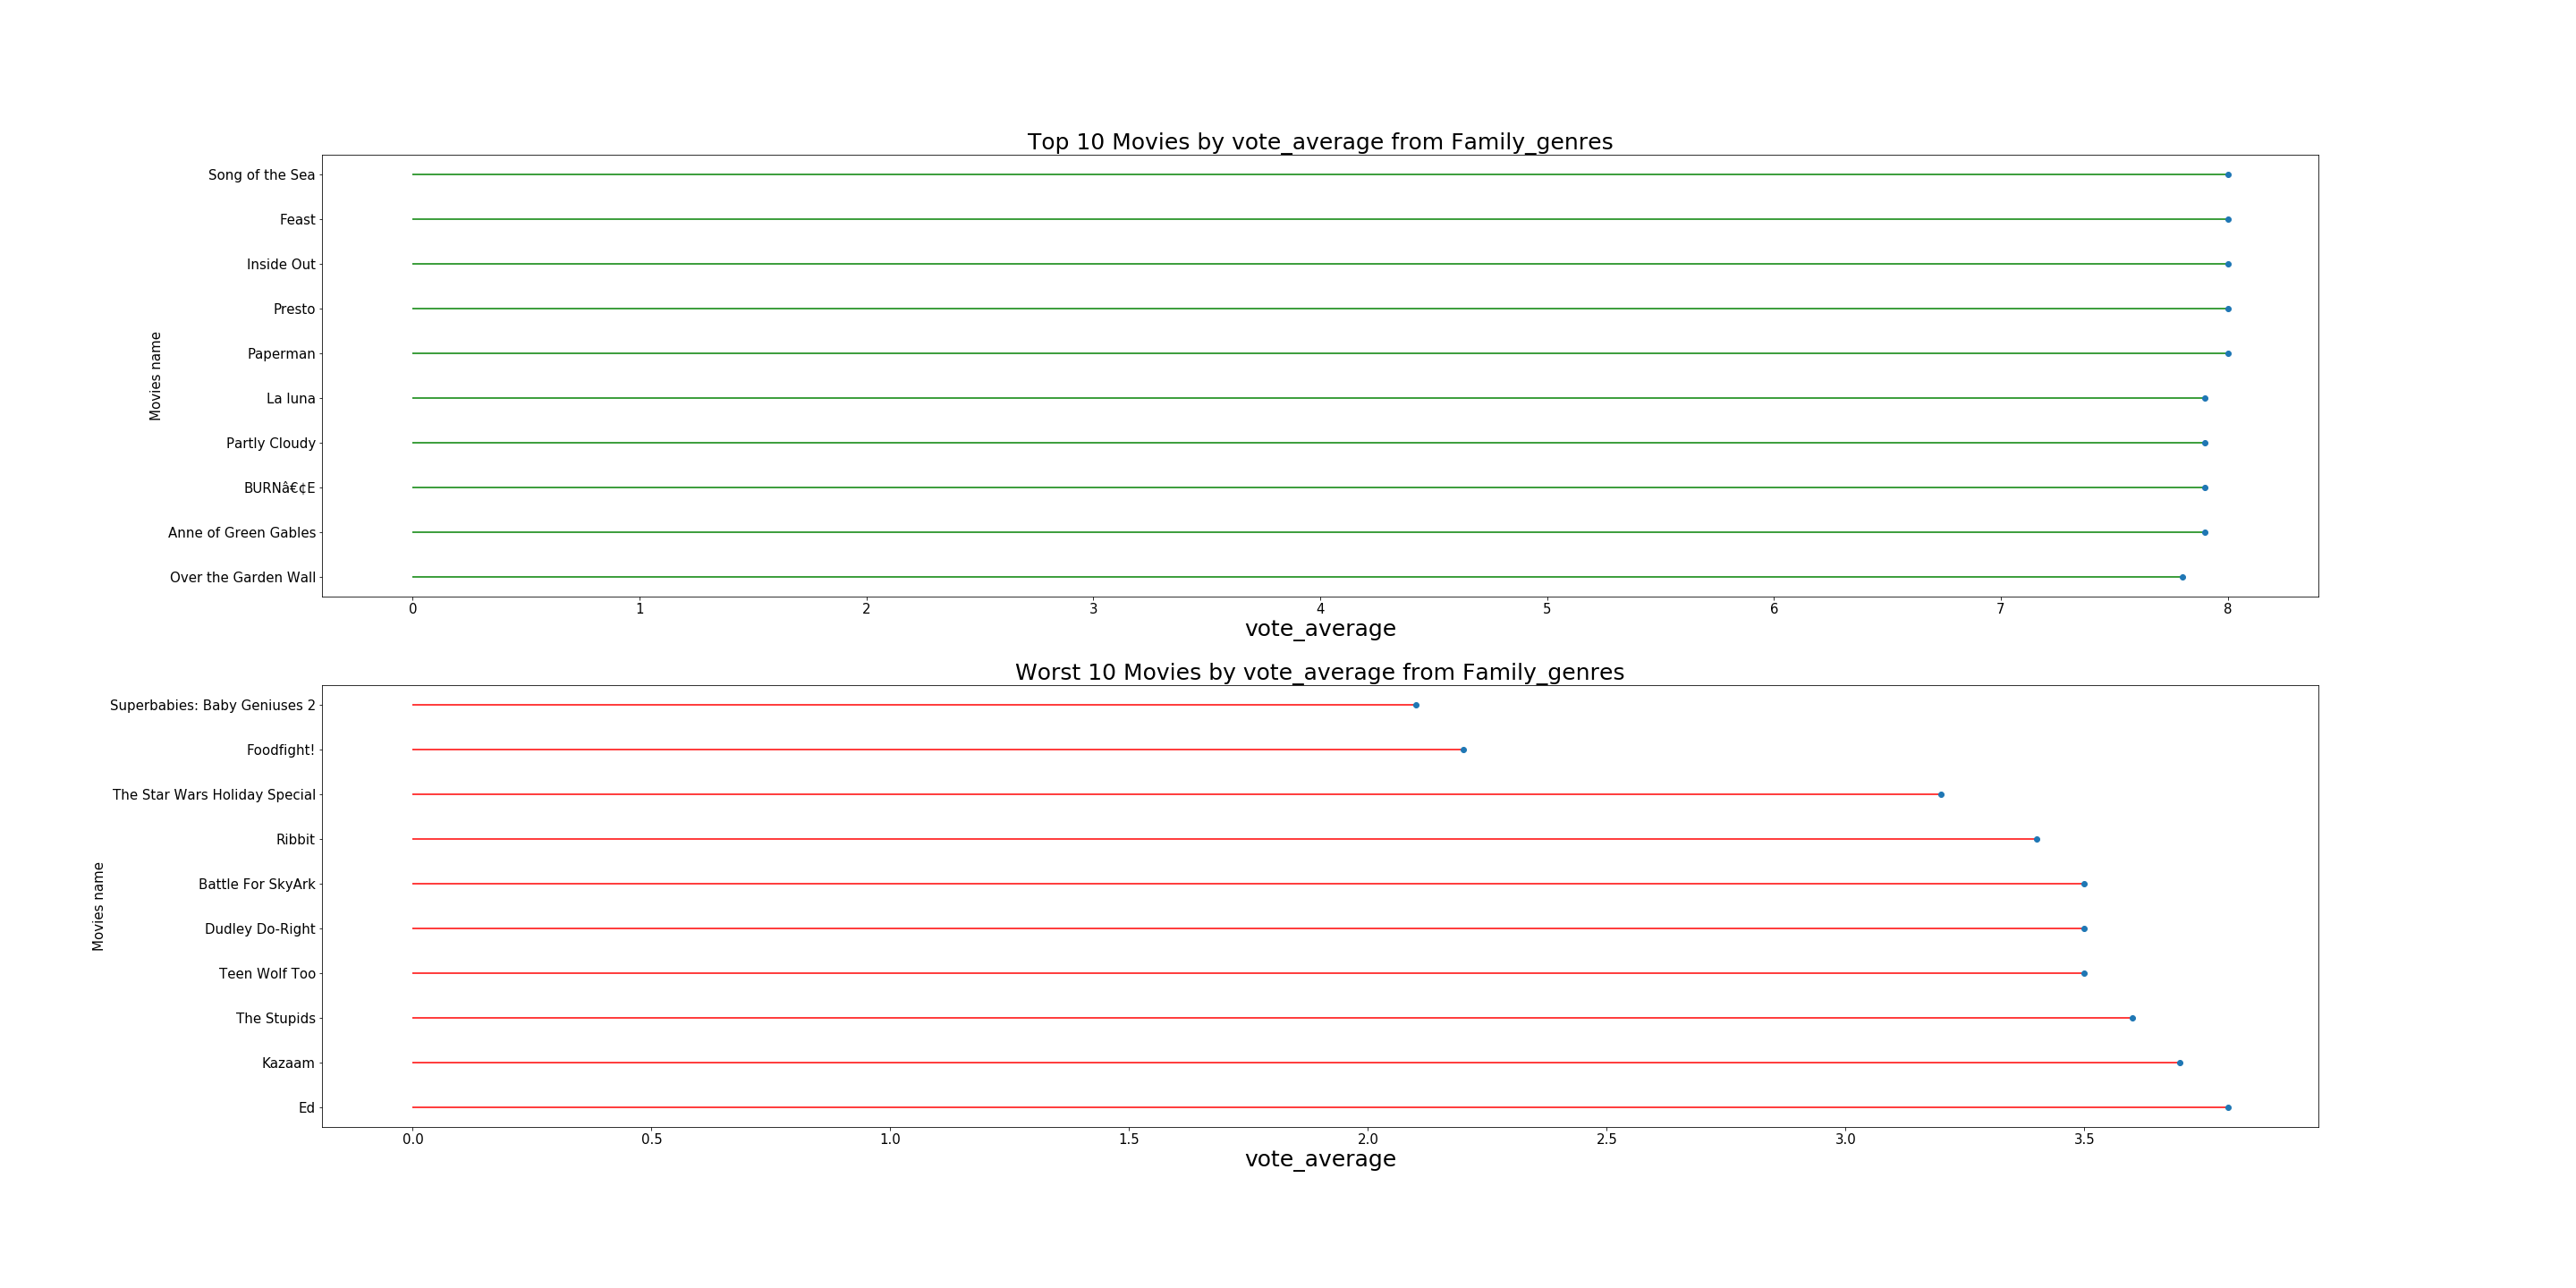 Top 10 Movies by vote_average from Family_genres
Movies name
Song of the Sea
Feast
Inside Out
Presto
Paperman
La luna
Partly Cloudy
BURNâ€¢E
Anne of Green Gables
Over the Garden Wall
0 1 2 3 4 5 6 7 8
vote_average
Worst 10 Movies by vote_average from Family_genres
Movies name
Superbabies: Baby Geniuses 2
Foodfight!
The Star Wars Holiday Special
Ribbit
Battle For SkyArk
Dudley Do-Right
Teen Wolf Too
The Stupids
Kazaam
Ed
0.0 0.5 1.0 1.5 2.0 2.5 3.0 3.5
vote_average